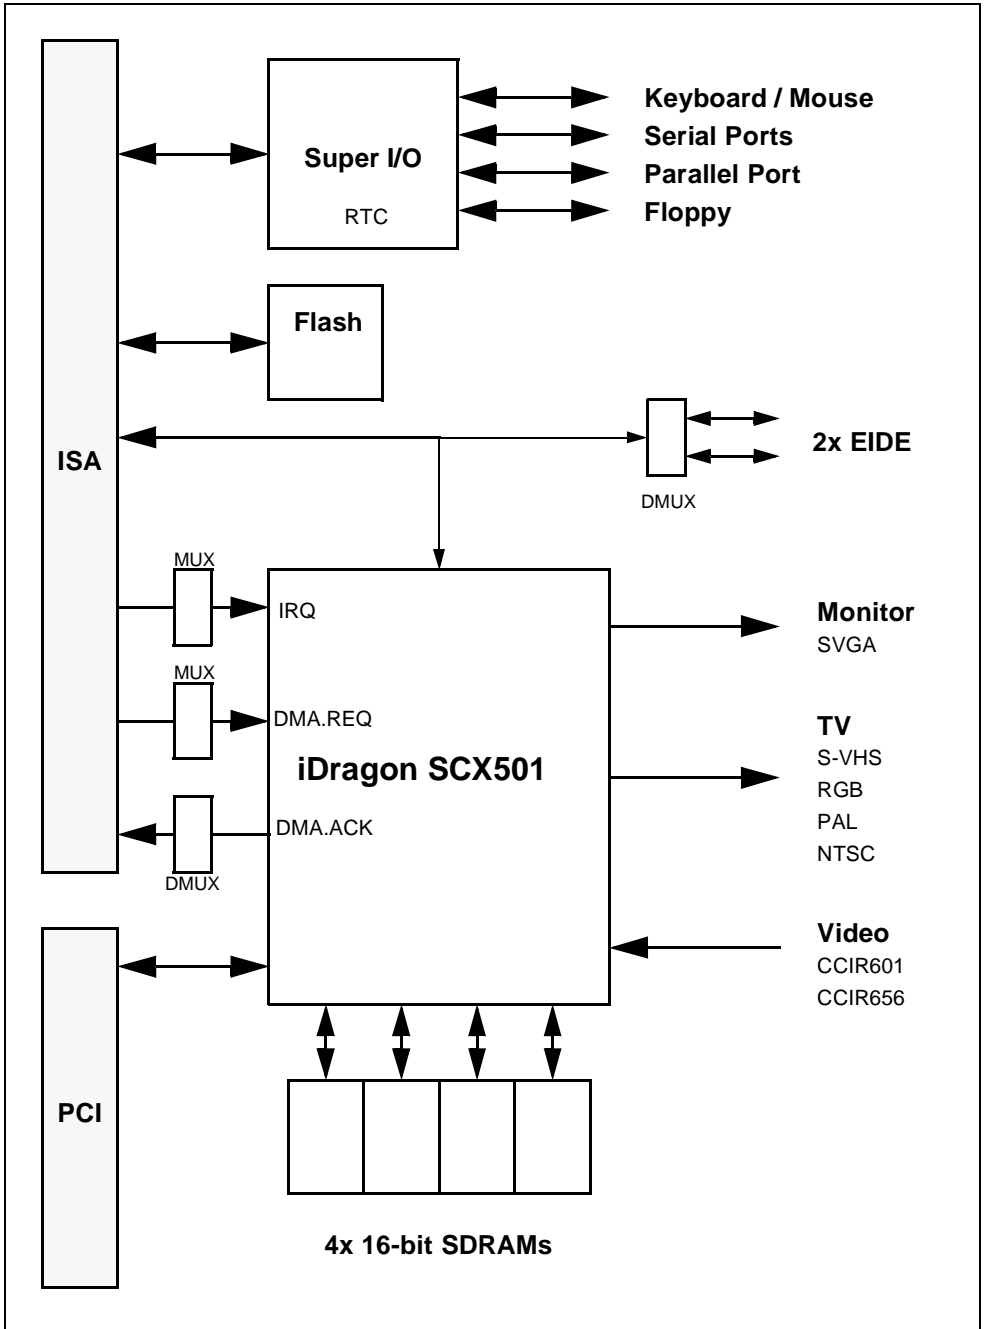 Keyboard / Mouse
Serial Ports
Super I/O
Parallel Port
RTC
Floppy
Flash
ISA
2x EIDE
DMUX
MUX
IRQ
Monitor
SVGA
MUX
DMA.REQ
TV
S-VHS
iDragon SCX501
RGB
DMA.ACK
PAL
NTSC
DMUX
Video
CCIR601
CCIR656
PCI
4x 16-bit SDRAMs